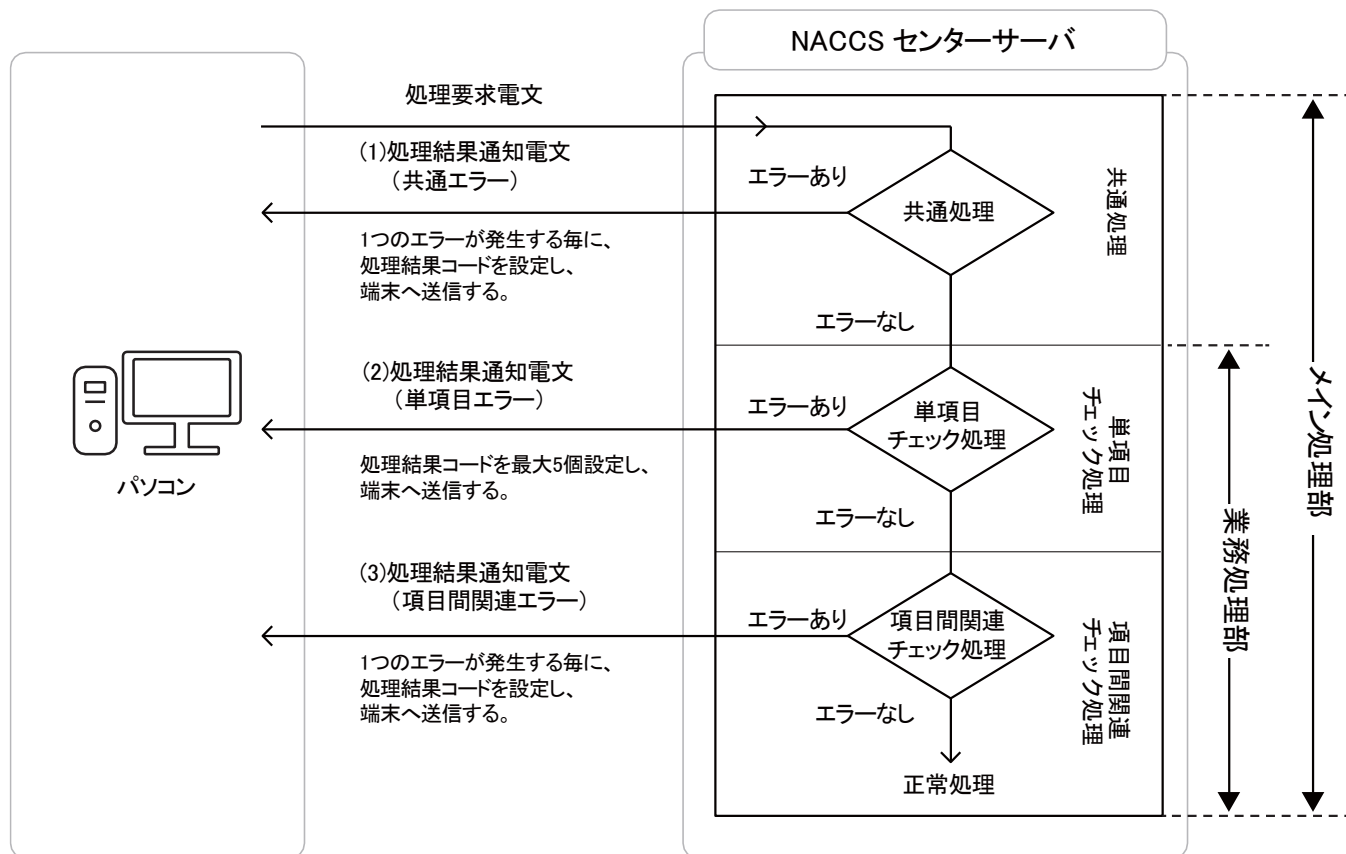 NACCS センターサーバ
処理要求電文
(1)処理結果通知電文
（共通エラー）
エラーあり
共通処理
共通処理
1つのエラーが発生する毎に、
処理結果コードを設定し、
端末へ送信する。
エラーなし
(2)処理結果通知電文
（単項目エラー）
エラーあり
単項目
チェック処理
単項目
チェック処理
処理結果コードを最大5個設定し、
端末へ送信する。
エラーなし
パソコン
(3)処理結果通知電文
（項目間関連エラー）
エラーあり
項目間関連
チェック処理
項目間関連
チェック処理
1つのエラーが発生する毎に、
処理結果コードを設定し、
端末へ送信する。
エラーなし
正常処理
業務処理部
メイン処理部